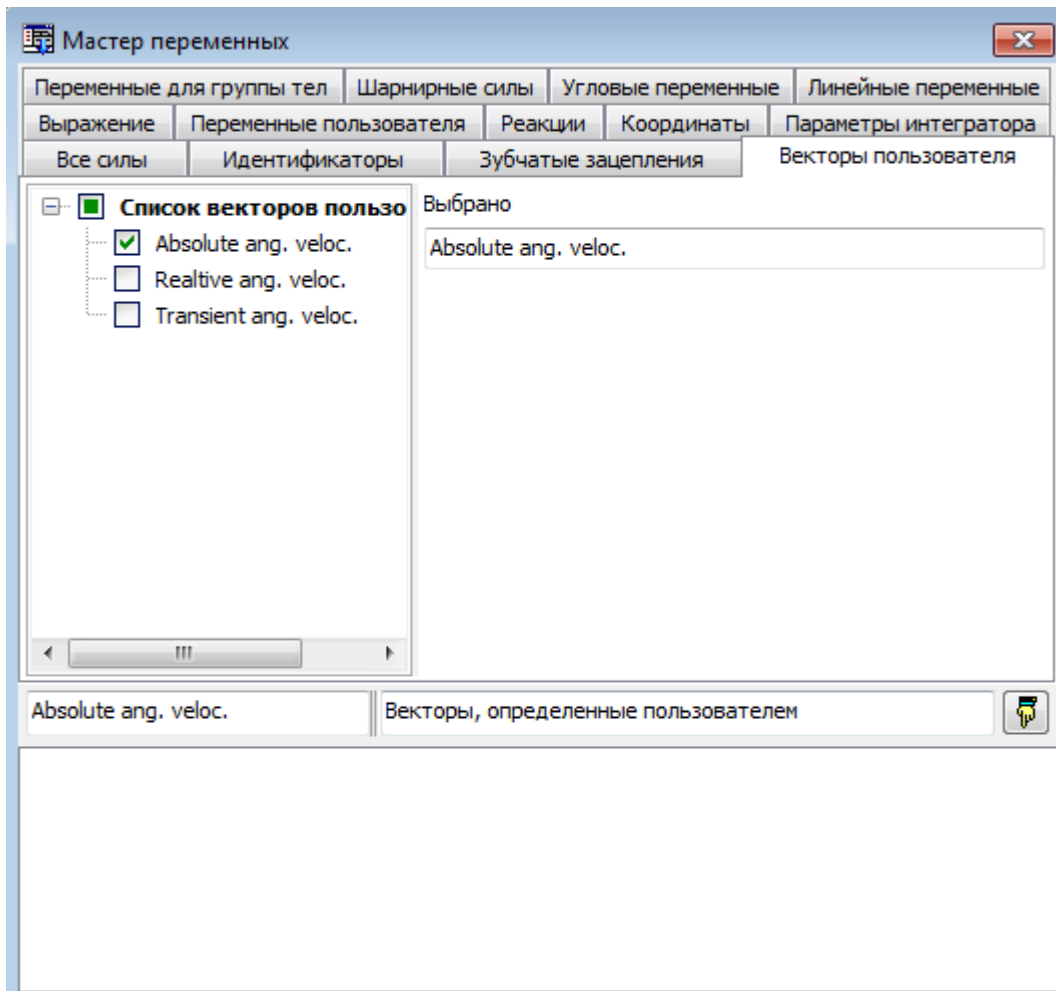 Мастер переменных
Переменные для группы тел Шарнирные силы Угловые переменные Линейные переменные
Выражение Переменные пользователя Реакции Координаты Параметры интегратора
Все силы Идентификаторы Зубчатые зацепления Векторы пользователя
Список векторов пользо
Absolute ang. veloc.
Realtive ang. veloc.
Transient ang. veloc.
Выбрано
Absolute ang. veloc.
Absolute ang. veloc. Векторы, определенные пользователем